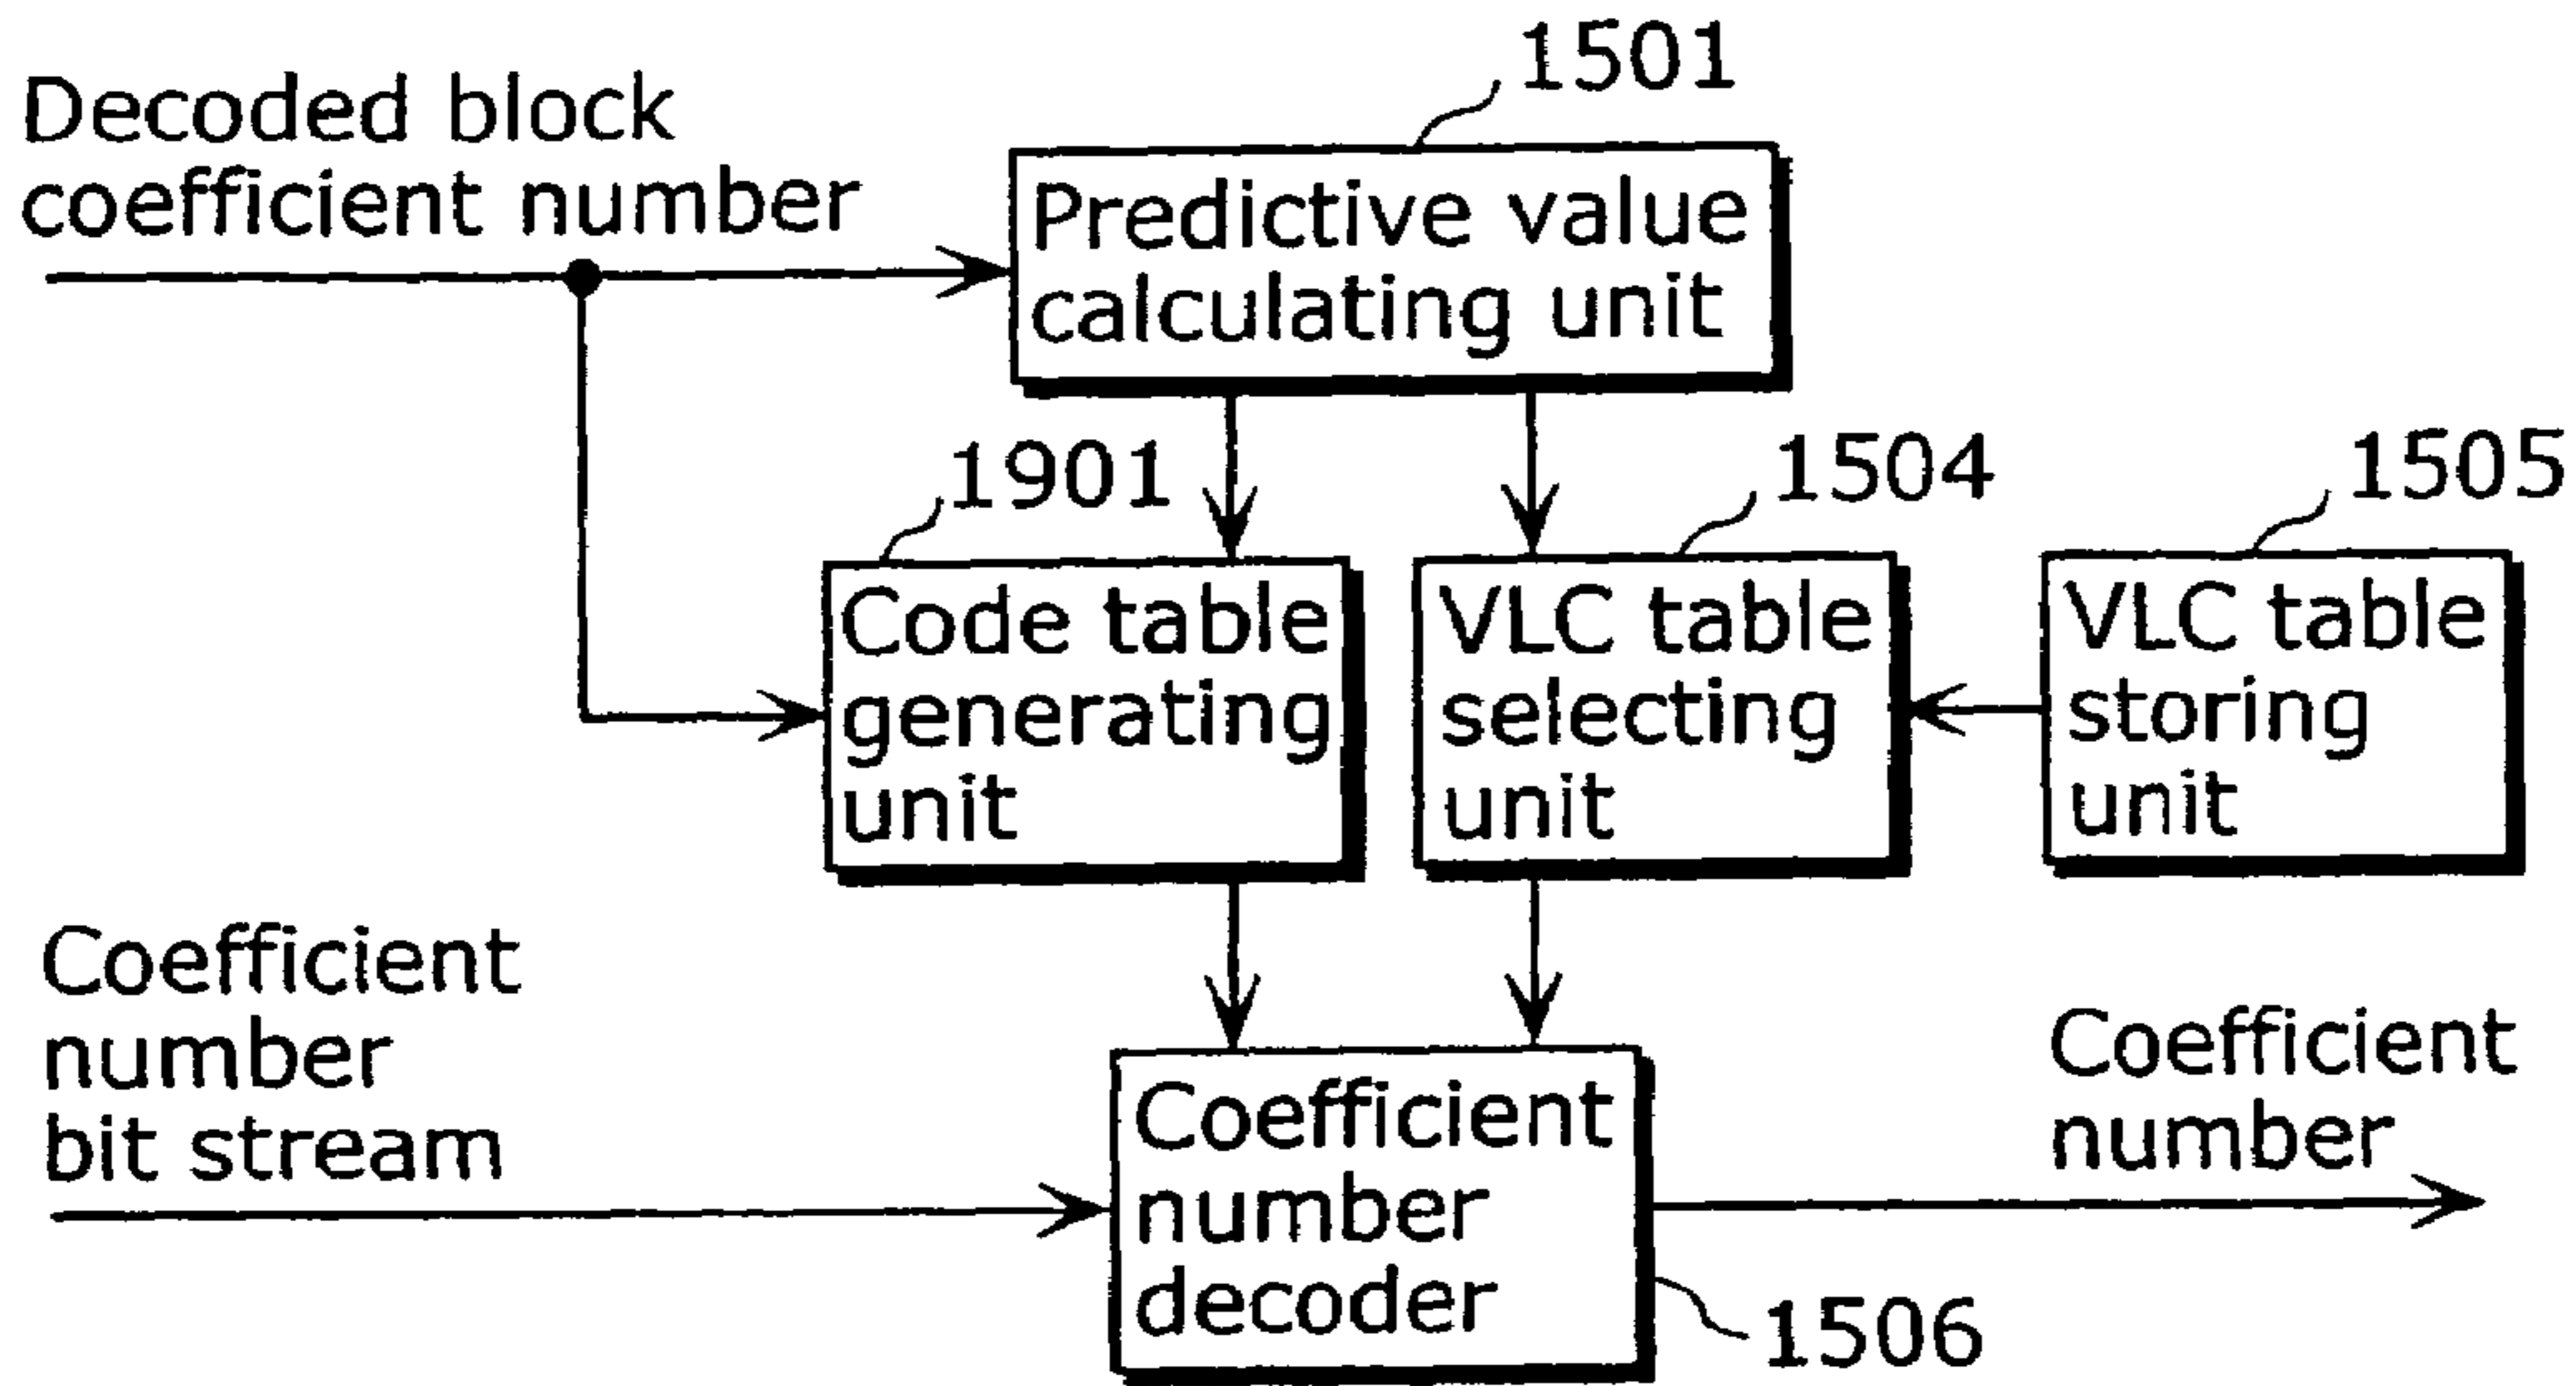 1501
Decoded block
coefficient number
Predictive value
calculating unit
1901
1504
1505
Code table
generating
unit
VLC table
selecting
unit
VLC table
storing
unit
Coefficient
number
bit stream
Coefficient
number
decoder
Coefficient
number
1506